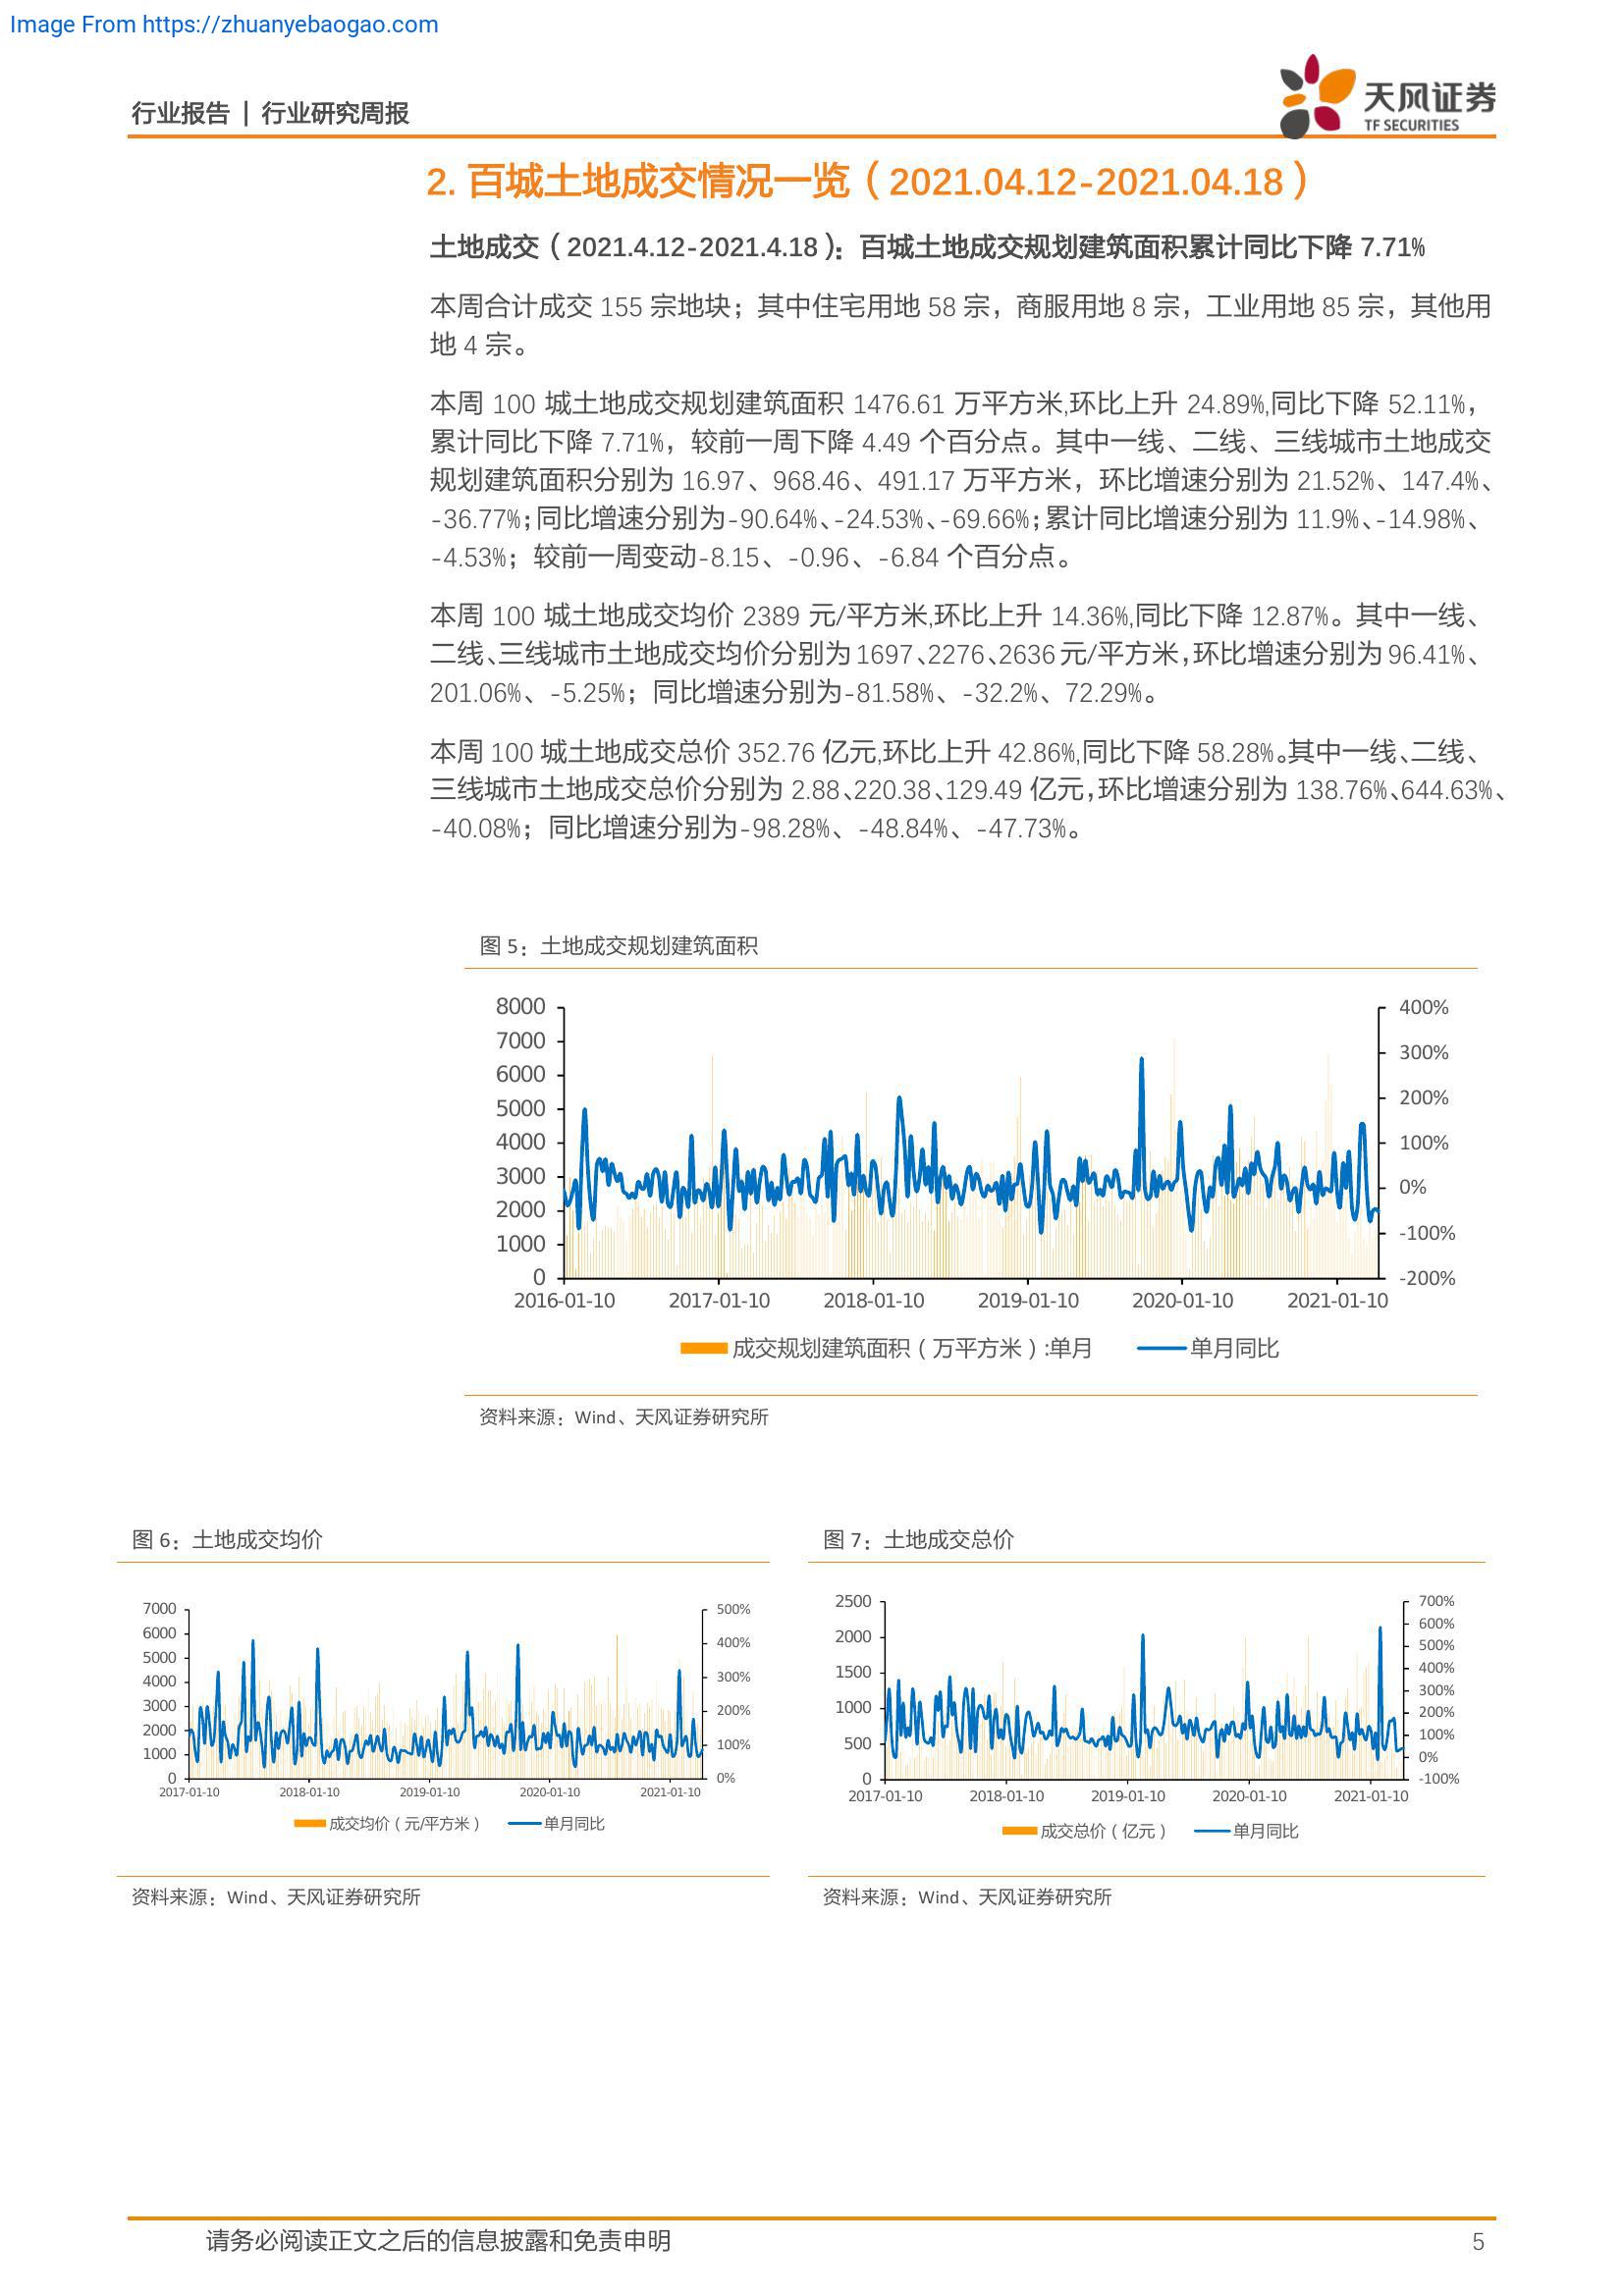 Image From https://zhuanyebaogao.com
行业报告 | 行业研究周报
天风证券
TF SECURITIES
2. 百城土地成交情况一览（2021.04.12-2021.04.18）
土地成交（2021.4.12-2021.4.18）：百城土地成交规划建筑面积累计同比下降 7.71%
本周合计成交 155 宗地块；其中住宅用地 58 宗，商服用地 8 宗，工业用地 85 宗，其他用
地 4 宗。
本周 100 城土地成交规划建筑面积 1476.61 万平方米,环比上升 24.89%,同比下降 52.11%，
累计同比下降 7.71%，较前一周下降 4.49 个百分点。其中一线、二线、三线城市土地成交
规划建筑面积分别为 16.97、968.46、491.17 万平方米，环比增速分别为 21.52%、147.4%、
-36.77%；同比增速分别为-90.64%、-24.53%、-69.66%；累计同比增速分别为 11.9%、-14.98%、
-4.53%；较前一周变动-8.15、-0.96、-6.84 个百分点。
本周 100 城土地成交均价 2389 元/平方米,环比上升 14.36%,同比下降 12.87%。其中一线、
二线、三线城市土地成交均价分别为 1697、2276、2636 元/平方米，环比增速分别为 96.41%、
201.06%、-5.25%；同比增速分别为-81.58%、-32.2%、72.29%。
本周 100 城土地成交总价 352.76 亿元,环比上升 42.86%,同比下降 58.28%。其中一线、二线、
三线城市土地成交总价分别为 2.88、220.38、129.49 亿元，环比增速分别为 138.76%、644.63%、
-40.08%；同比增速分别为-98.28%、-48.84%、-47.73%。
图 5：土地成交规划建筑面积
8000 400%
7000
6000 300%
5000 200%
4000 100%
3000
2000 0%
1000 -100%
0 -200%
2016-01-10 2017-01-10 2018-01-10 2019-01-10 2020-01-10 2021-01-10
成交规划建筑面积（万平方米）:单月 单月同比
资料来源：Wind、天风证券研究所
图 6：土地成交均价
7000 500%
6000
5000 400%
4000 300%
3000 200%
2000
1000 100%
0 0%
2017-01-10 2018-01-10 2019-01-10 2020-01-10 2021-01-10
成交均价（元/平方米） 单月同比
资料来源：Wind、天风证券研究所
图 7：土地成交总价
2500 700%
600%
2000 500%
1500 400%
300%
1000 200%
100%
500 0%
0 -100%
2017-01-10 2018-01-10 2019-01-10 2020-01-10 2021-01-10
成交总价（亿元） 单月同比
资料来源：Wind、天风证券研究所
请务必阅读正文之后的信息披露和免责申明 5